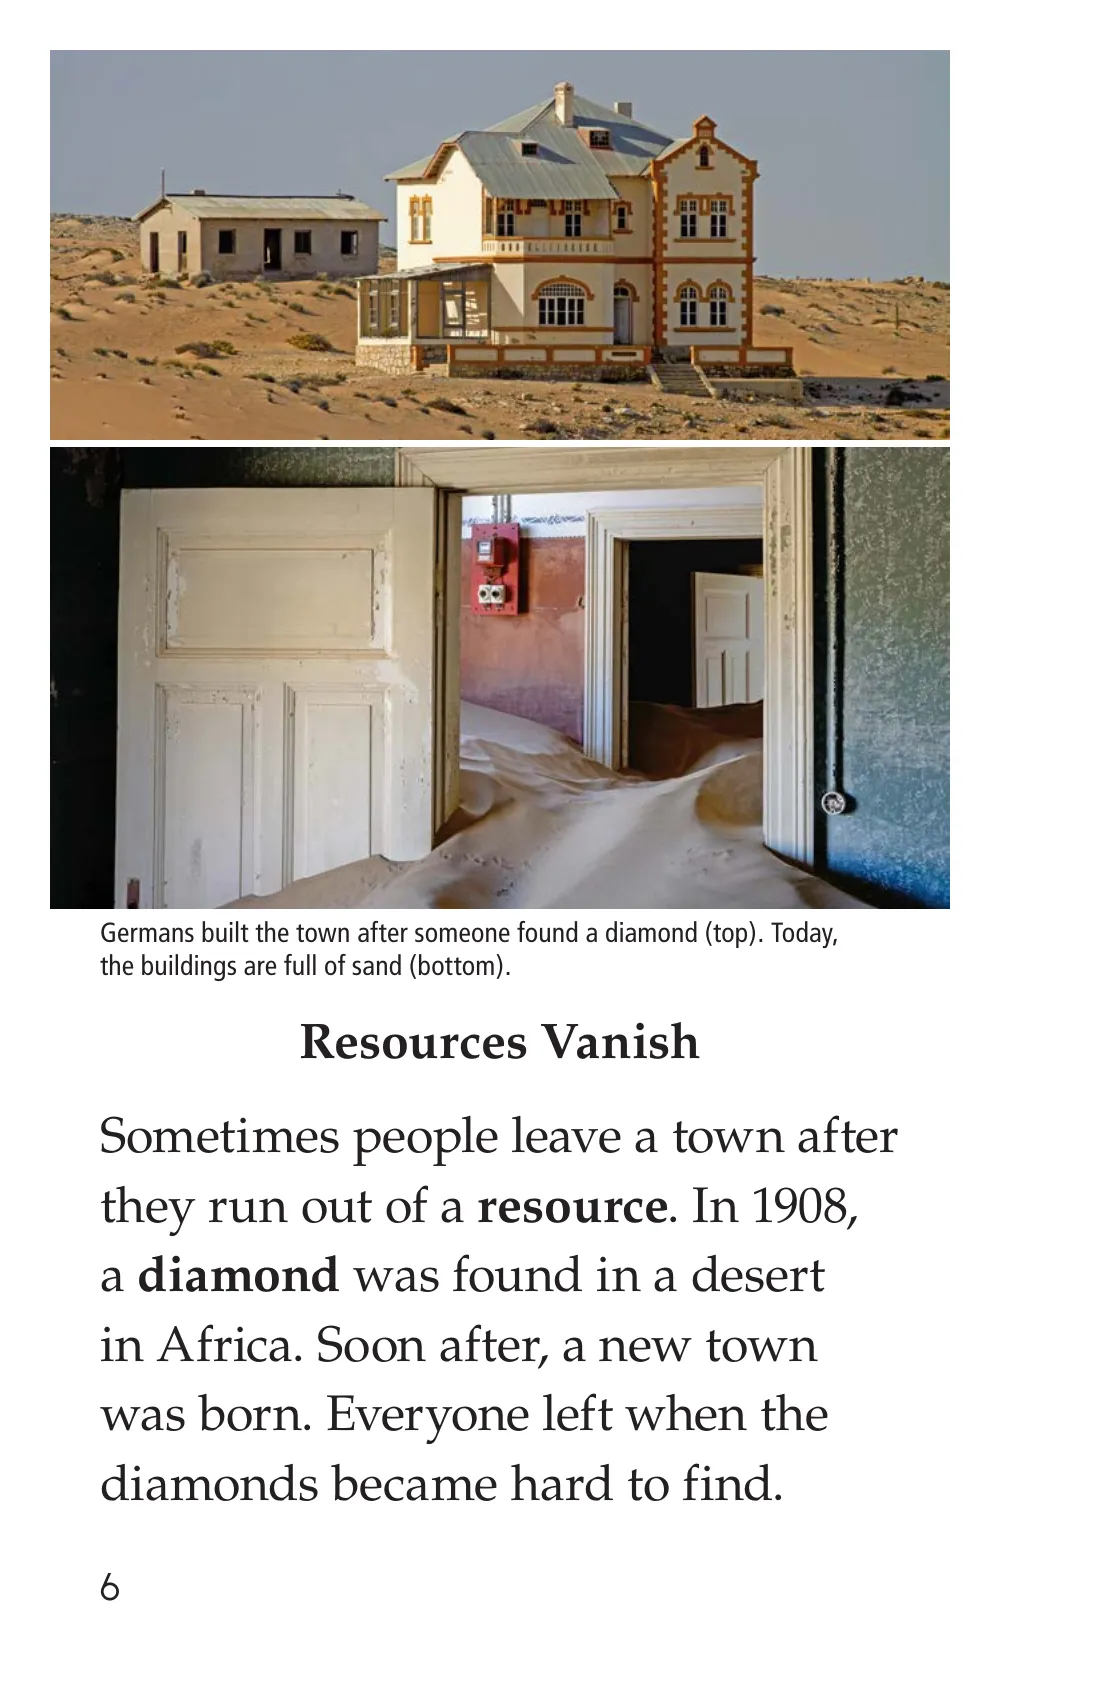 Germans built the town after someone found a diamond (top). Today,
the buildings are full of sand (bottom).
Resources Vanish
Sometimes people leave a town after
they run out of a resource. In 1908,
a diamond was found in a desert
in Africa. Soon after, a new town
was born. Everyone left when the
diamonds became hard to find.
6